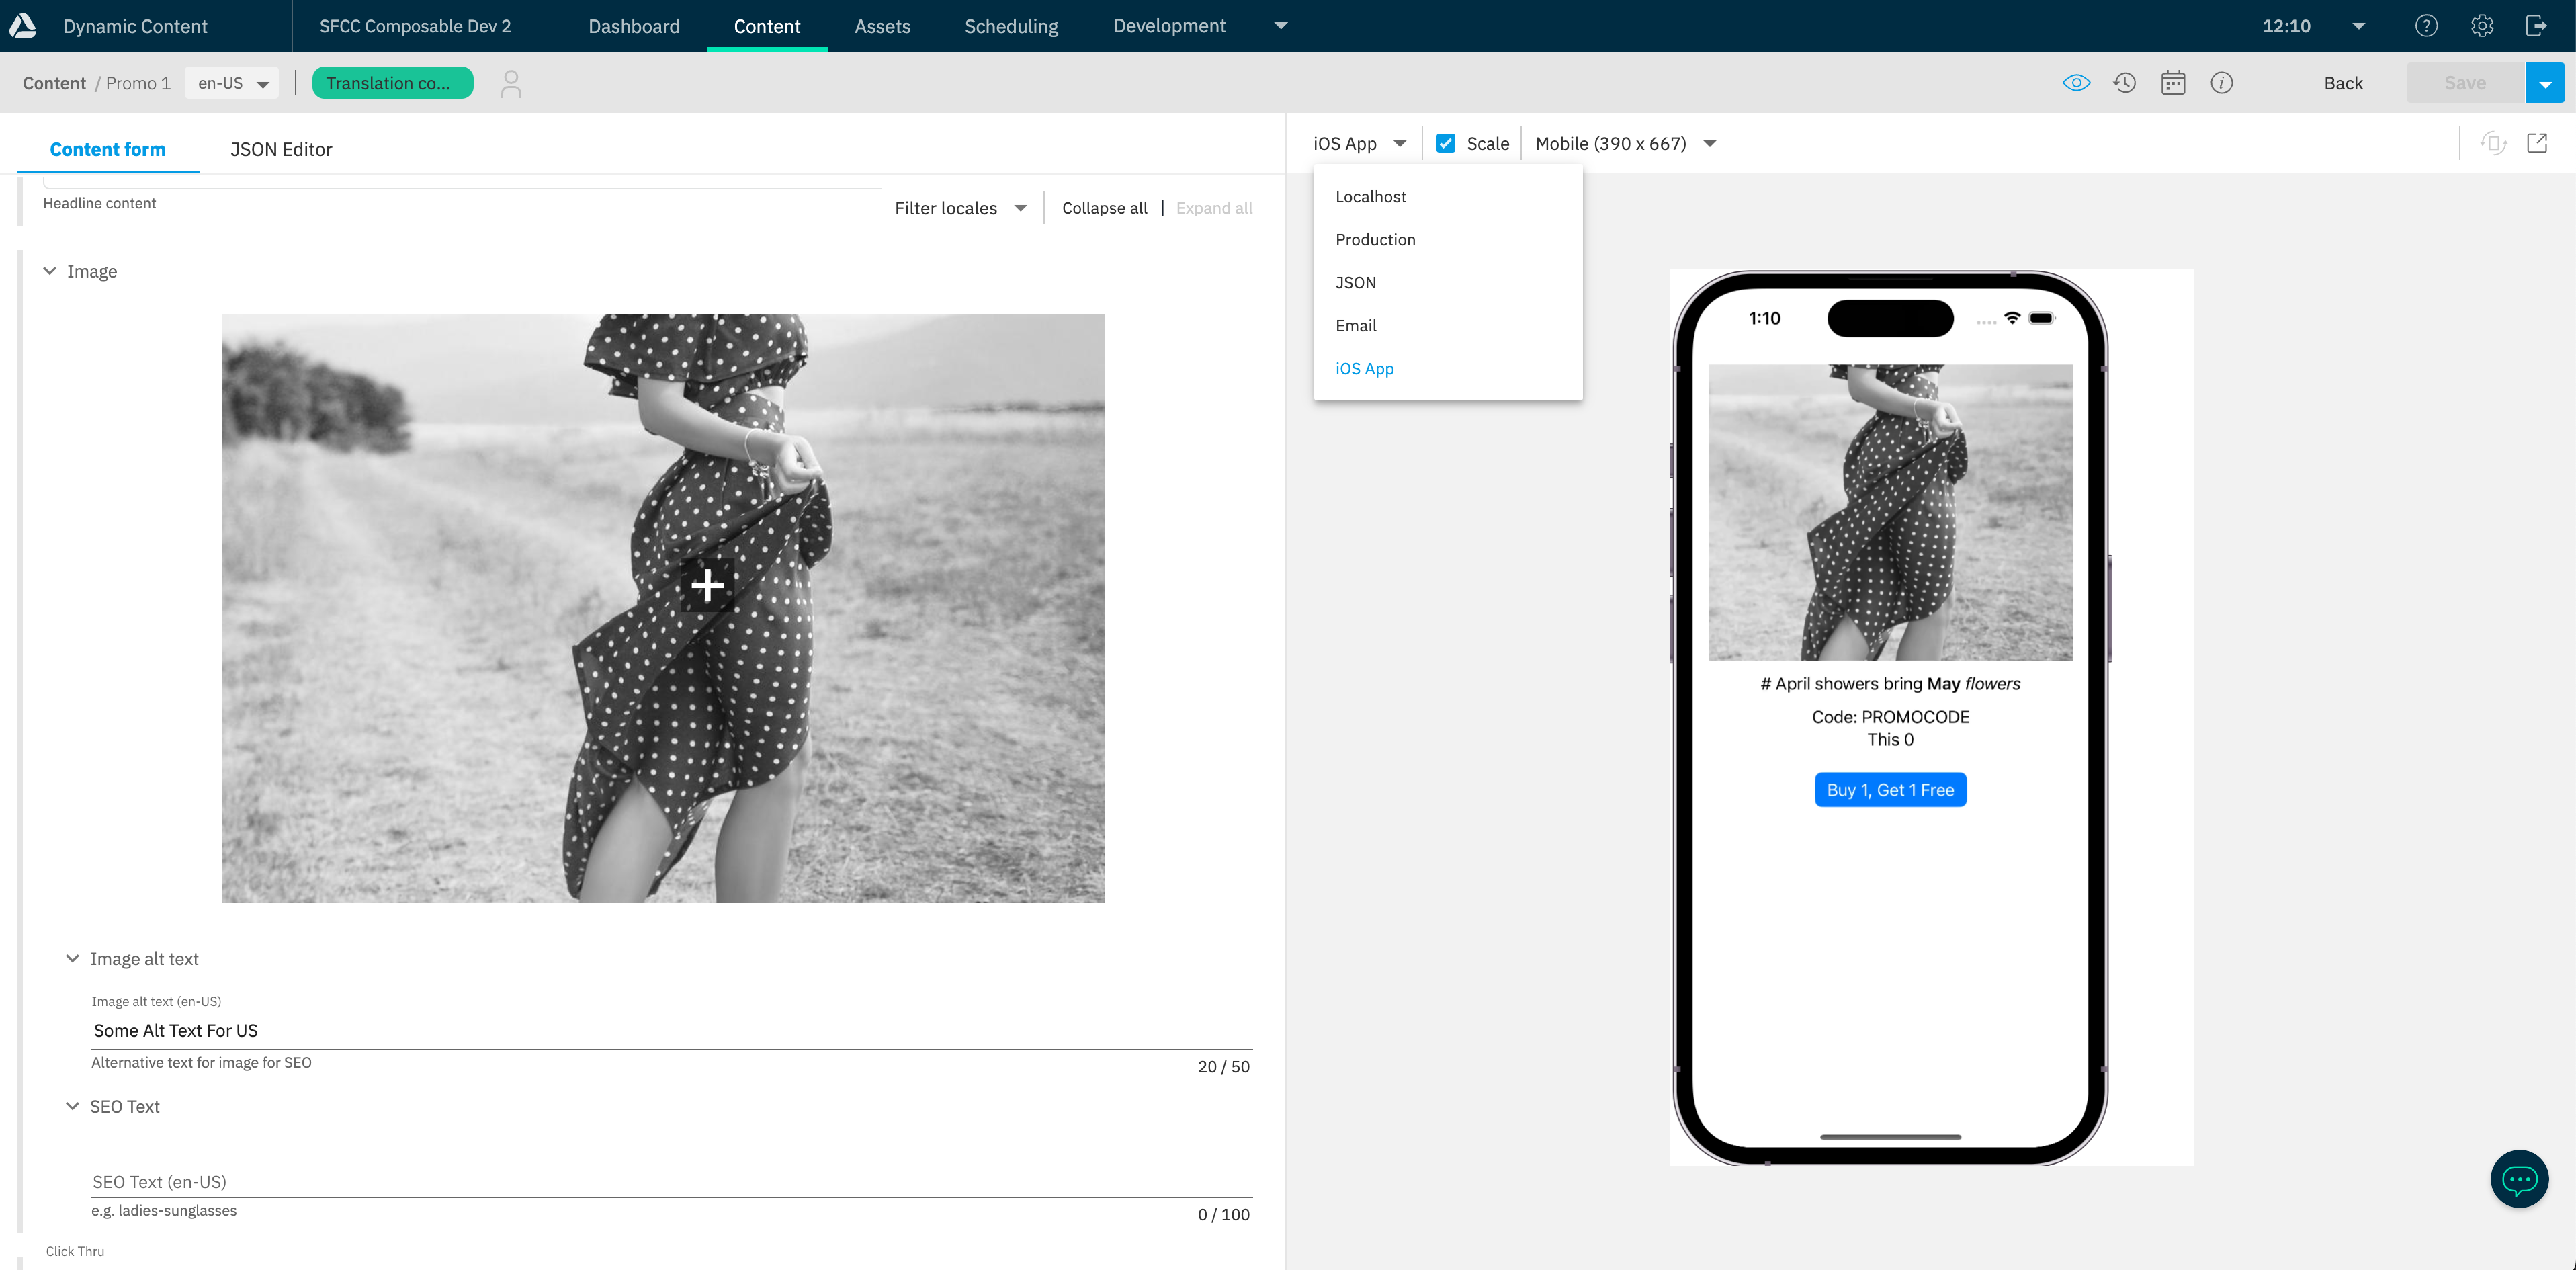 Dynamic Content
SFCC Composable Dev 2
Dashboard
Content
Assets
Scheduling
Development
12:10
Content / Promo 1
en-US
Translation co...
Back
Save
Content form
JSON Editor
Headline content
Filter locales
Collapse all | Expand all
Image
Image alt text
Image alt text (en-US)
Some Alt Text For US
Alternative text for image for SEO
20 / 50
SEO Text
SEO Text (en-US)
e.g. ladies-sunglasses
0 / 100
Click Thru
iOS App
Scale
Mobile (390 x 667)
Localhost
Production
JSON
Email
iOS App
1:10
# April showers bring May flowers
Code: PROMOCODE
This 0
Buy 1, Get 1 Free